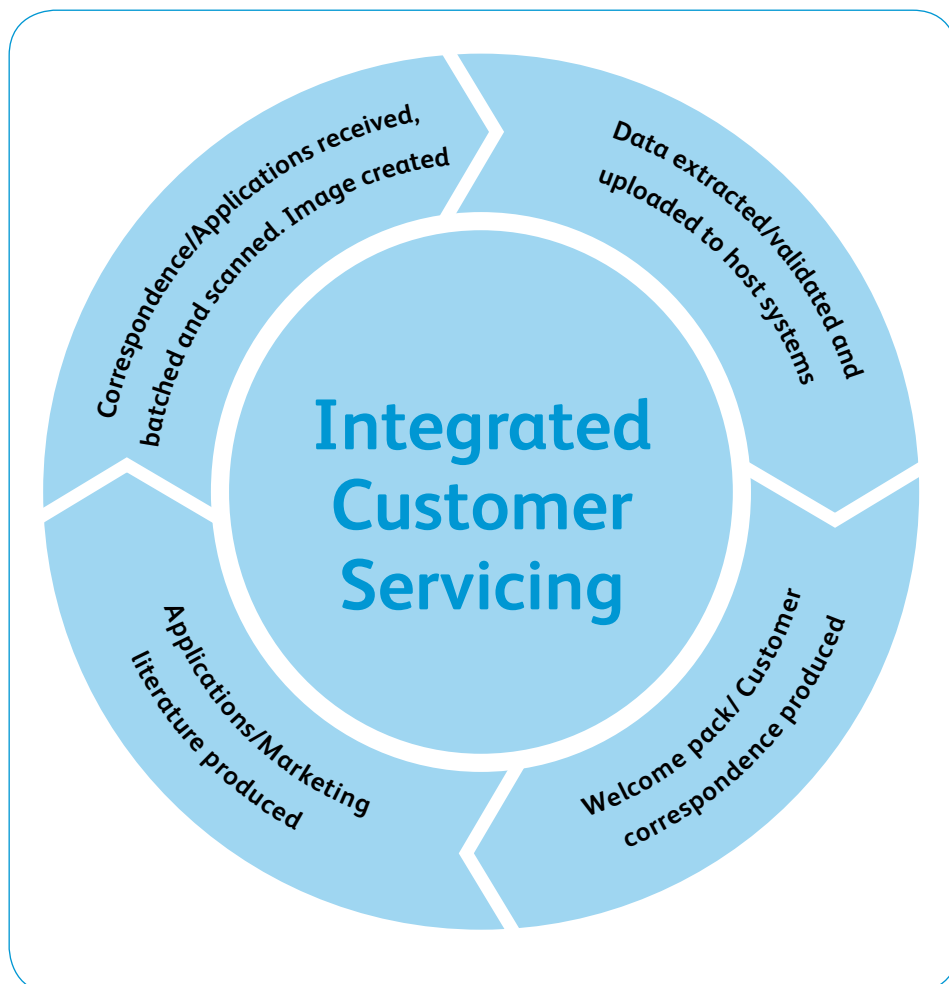 Correspondence/Applications received,
batched and scanned. Image created
Data extracted/validated and
uploaded to host systems
Integrated
Customer
Servicing
Applications/Marketing
literature produced
Welcome pack/ Customer
correspondence produced